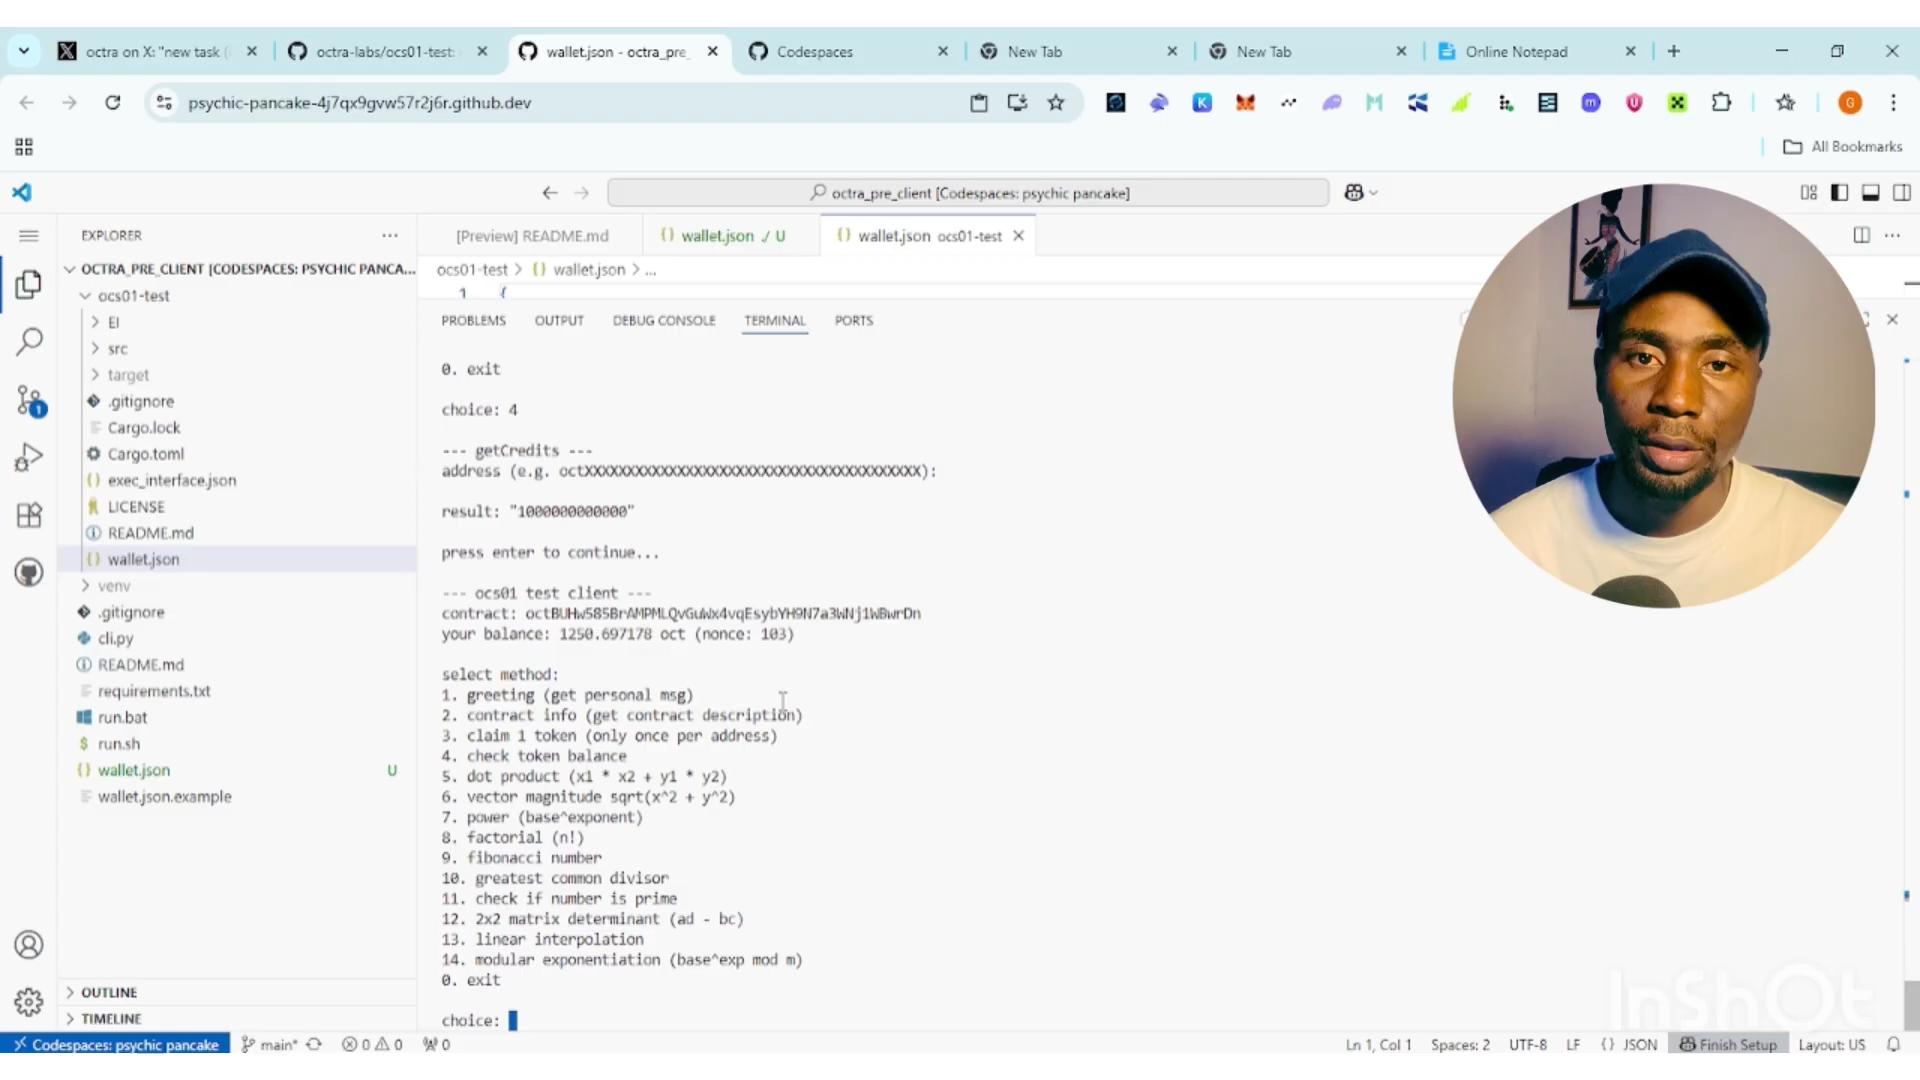 octra on X: "new task (
octra-labs/ocs01-test:
wallet.json - octra_pre_
Codespaces
New Tab
New Tab
Online Notepad
psychic-pancake-4j7qx9gvw57r2j6r.github.dev
All Bookmarks
octra_pre_client [Codespaces: psychic pancake]
EXPLORER
[Preview] README.md
wallet.json ./ U
wallet.json ocs01-test
OCTRA_PRE_CLIENT [CODESPACES: PSYCHIC PANCA...
ocs01-test > {} wallet.json > ...
1 {
ocs01-test
EI
src
target
.gitignore
Cargo.lock
Cargo.toml
exec_interface.json
LICENSE
README.md
wallet.json
venv
.gitignore
cli.py
README.md
requirements.txt
run.bat
run.sh
wallet.json U
wallet.json.example
OUTLINE
TIMELINE
PROBLEMS OUTPUT DEBUG CONSOLE TERMINAL PORTS
0. exit
choice: 4
--- getCredits ---
address (e.g. octXXXXXXXXXXXXXXXXXXXXXXXXXXXXXXXXXXXXXXXX):
result: "1000000000000"
press enter to continue...
--- ocs01 test client ---
contract: octBUHw585BrAMPMLQvGuWx4vqEsybYH9N7a3WNj1WBwrDn
your balance: 1250.697178 oct (nonce: 103)
select method:
1. greeting (get personal msg)
2. contract info (get contract description)
3. claim 1 token (only once per address)
4. check token balance
5. dot product (x1 * x2 + y1 * y2)
6. vector magnitude sqrt(x^2 + y^2)
7. power (base^exponent)
8. factorial (n!)
9. fibonacci number
10. greatest common divisor
11. check if number is prime
12. 2x2 matrix determinant (ad - bc)
13. linear interpolation
14. modular exponentiation (base^exp mod m)
0. exit
choice:
InShOt
Codespaces: psychic pancake main* 0 0 0
Ln 1, Col 1 Spaces: 2 UTF-8 LF {} JSON Finish Setup Layout: US